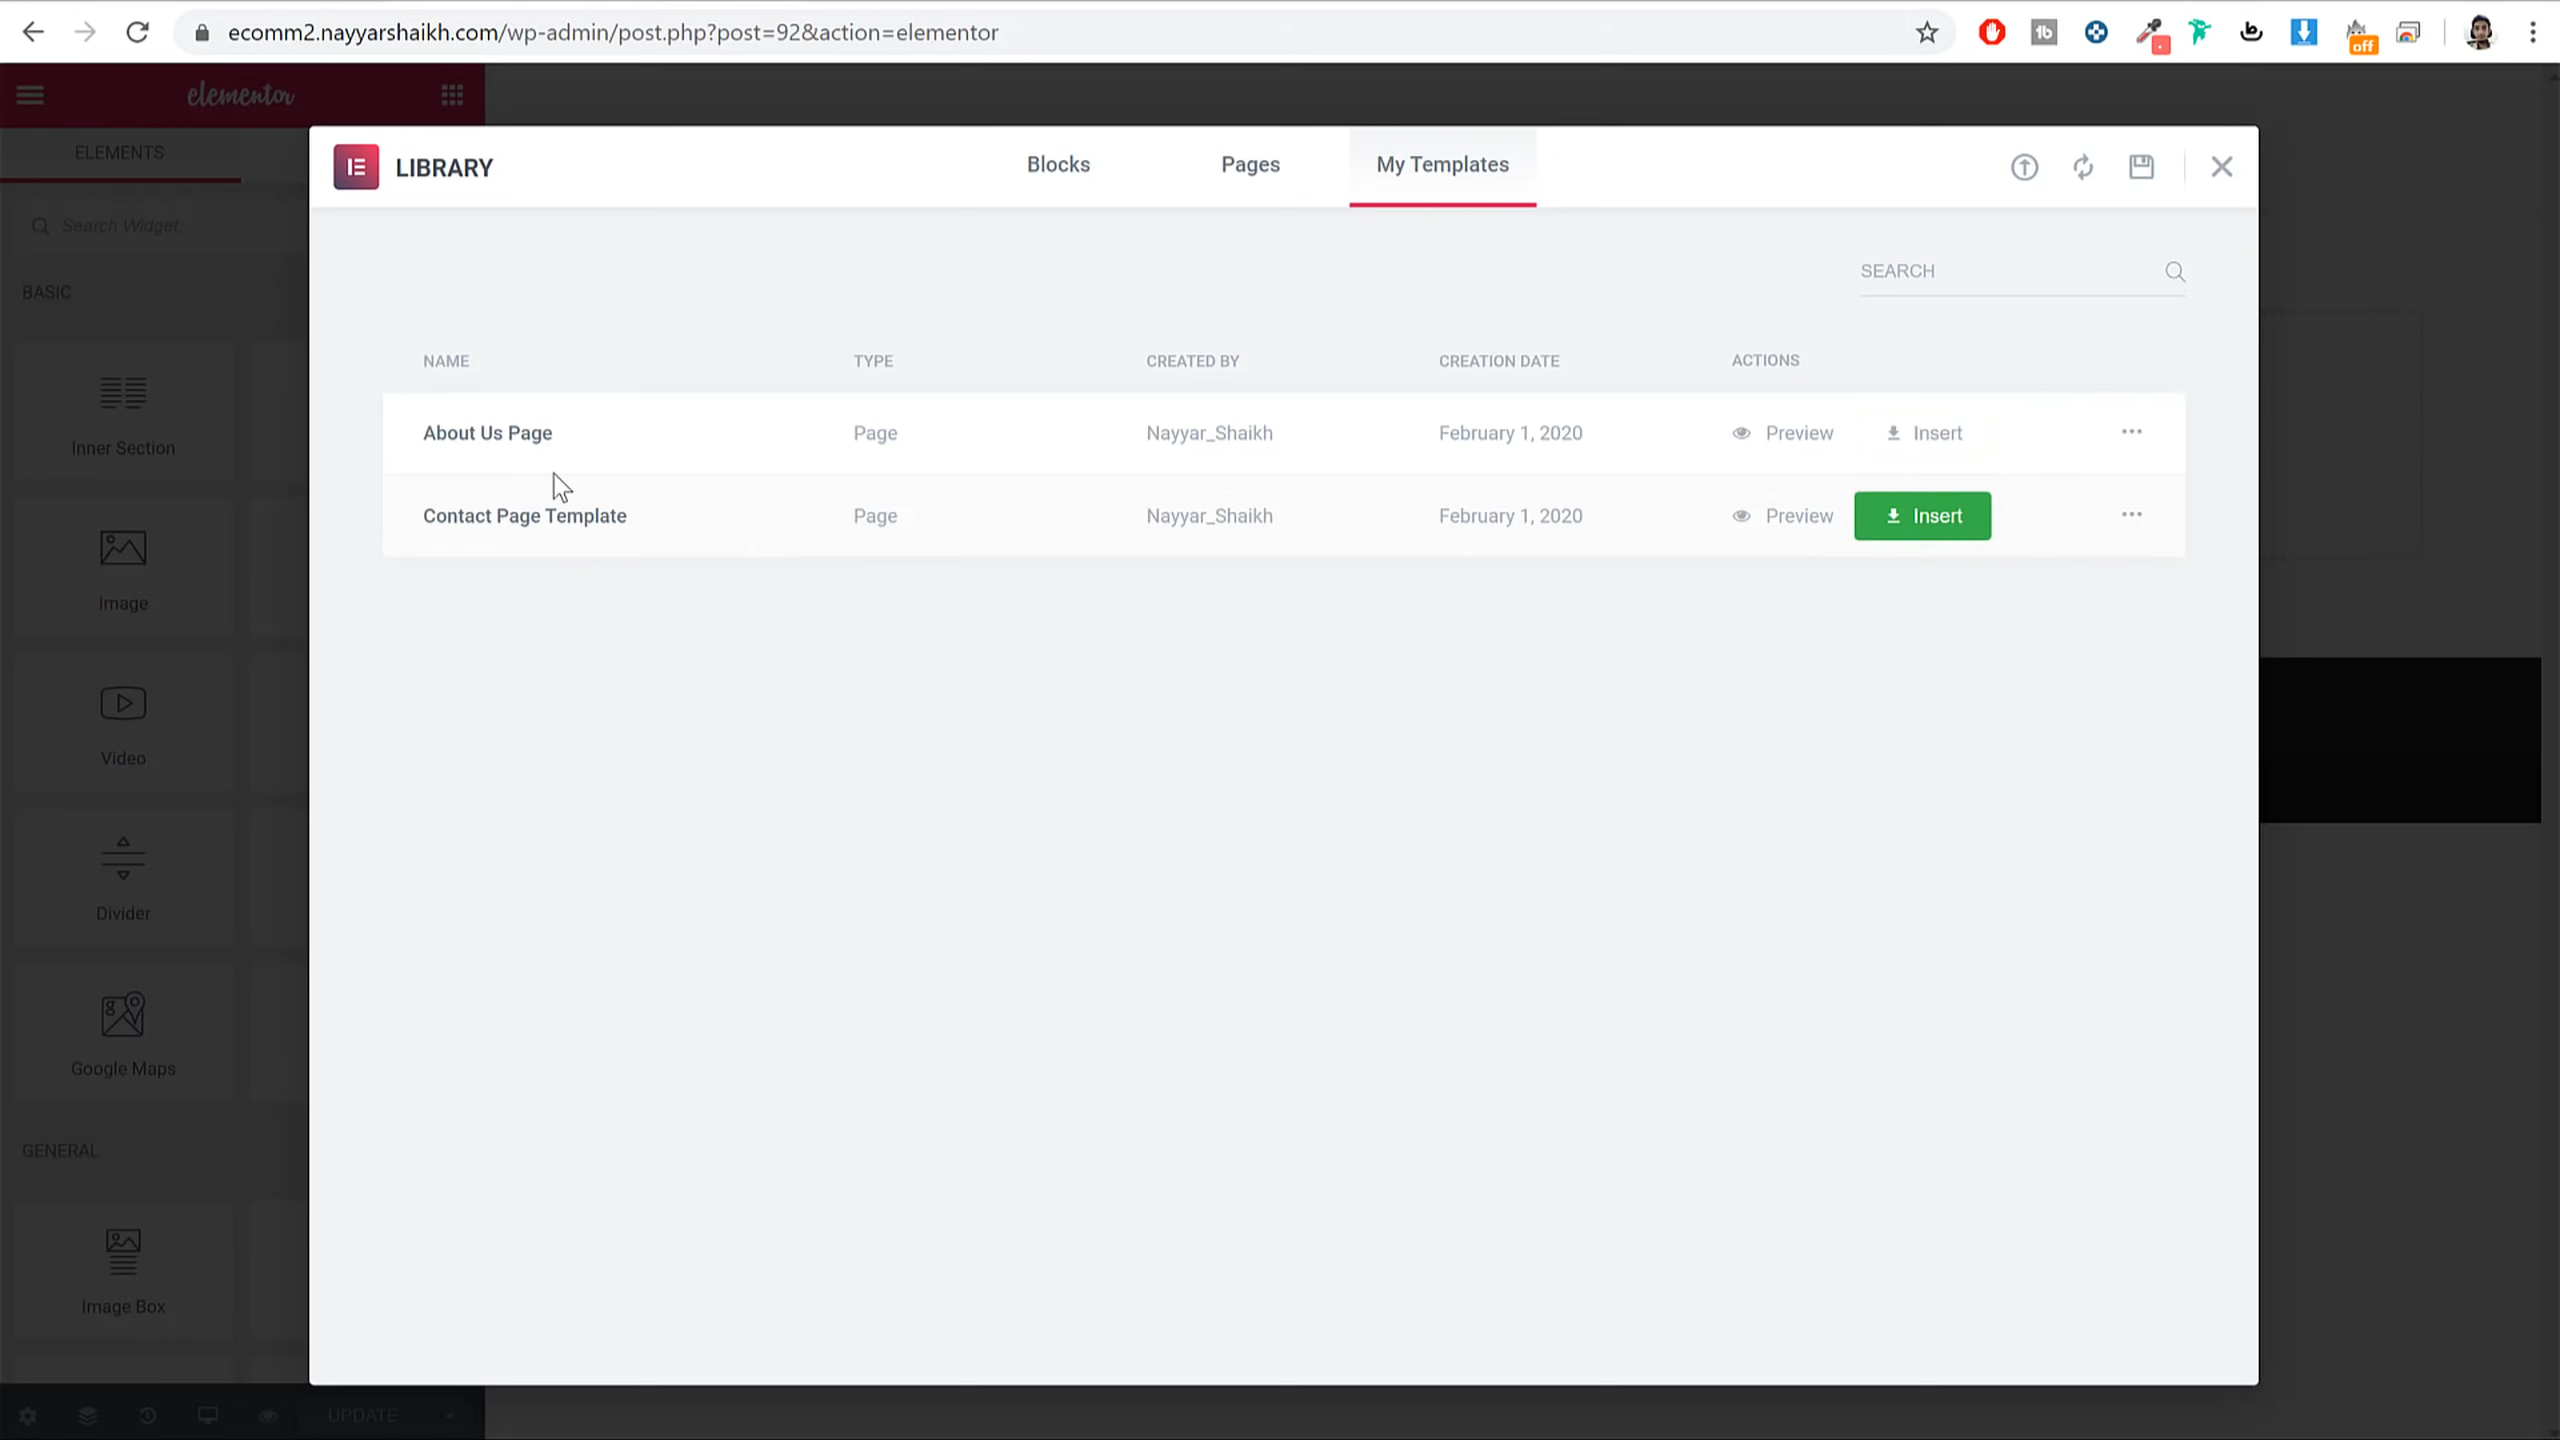 ecomm2.nayyarshaikh.com/wp-admin/post.php?post=92&action=elementor
off
elementor
ELEMENTS
Search Widget...
BASIC
Inner Section
Image
Video
Divider
Google Maps
GENERAL
Image Box
UPDATE
LIBRARY
Blocks Pages My Templates
SEARCH
NAME TYPE CREATED BY CREATION DATE ACTIONS
About Us Page Page Nayyar_Shaikh February 1, 2020 Preview Insert
Contact Page Template Page Nayyar_Shaikh February 1, 2020 Preview Insert